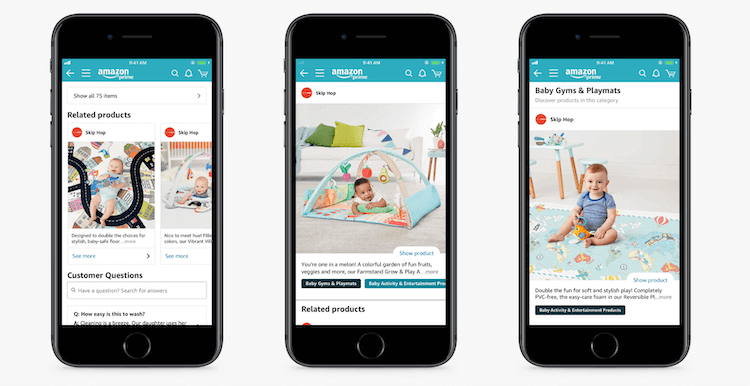 9:41 AM
amazon
prime
Show all 75 items
Related products
Skip Hop
Skip Hop
Designed to double the choices for
stylish, baby-safe floor ...more
See more
Nice to meet hue! Fille
colors, our Vibrant Vill
See more
Customer Questions
Have a question? Search for answers
Q: How easy is this to wash?
A: Cleaning is a breeze. Our daughter uses her
9:41 AM
amazon
prime
Skip Hop
Show product
You're one in a melon! A colorful garden of fun fruits,
veggies and more, our Farmstand Grow & Play A...more
Baby Gyms & Playmats
Baby Activity & Entertainment Pro
Related products
9:41 AM
amazon
prime
Baby Gyms & Playmats
Discover products in this category
Skip Hop
Show product
Double the fun for soft and stylish play! Completely
PVC-free, the easy-care foam in our Reversible Pl...more
Baby Activity & Entertainment Products